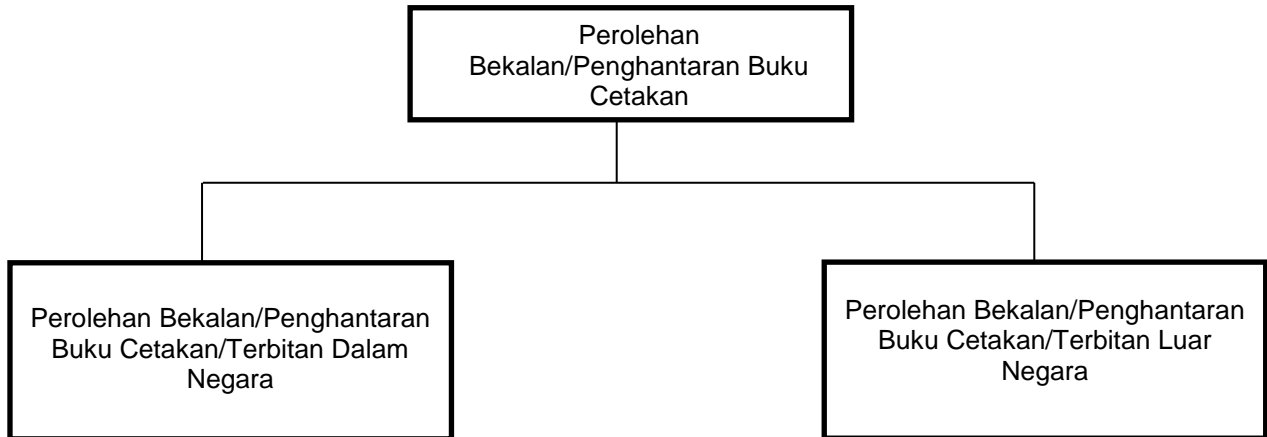 Perolehan
Bekalan/Penghantaran Buku
Cetakan
Perolehan Bekalan/Penghantaran
Buku Cetakan/Terbitan Dalam
Negara
Perolehan Bekalan/Penghantaran
Buku Cetakan/Terbitan Luar
Negara